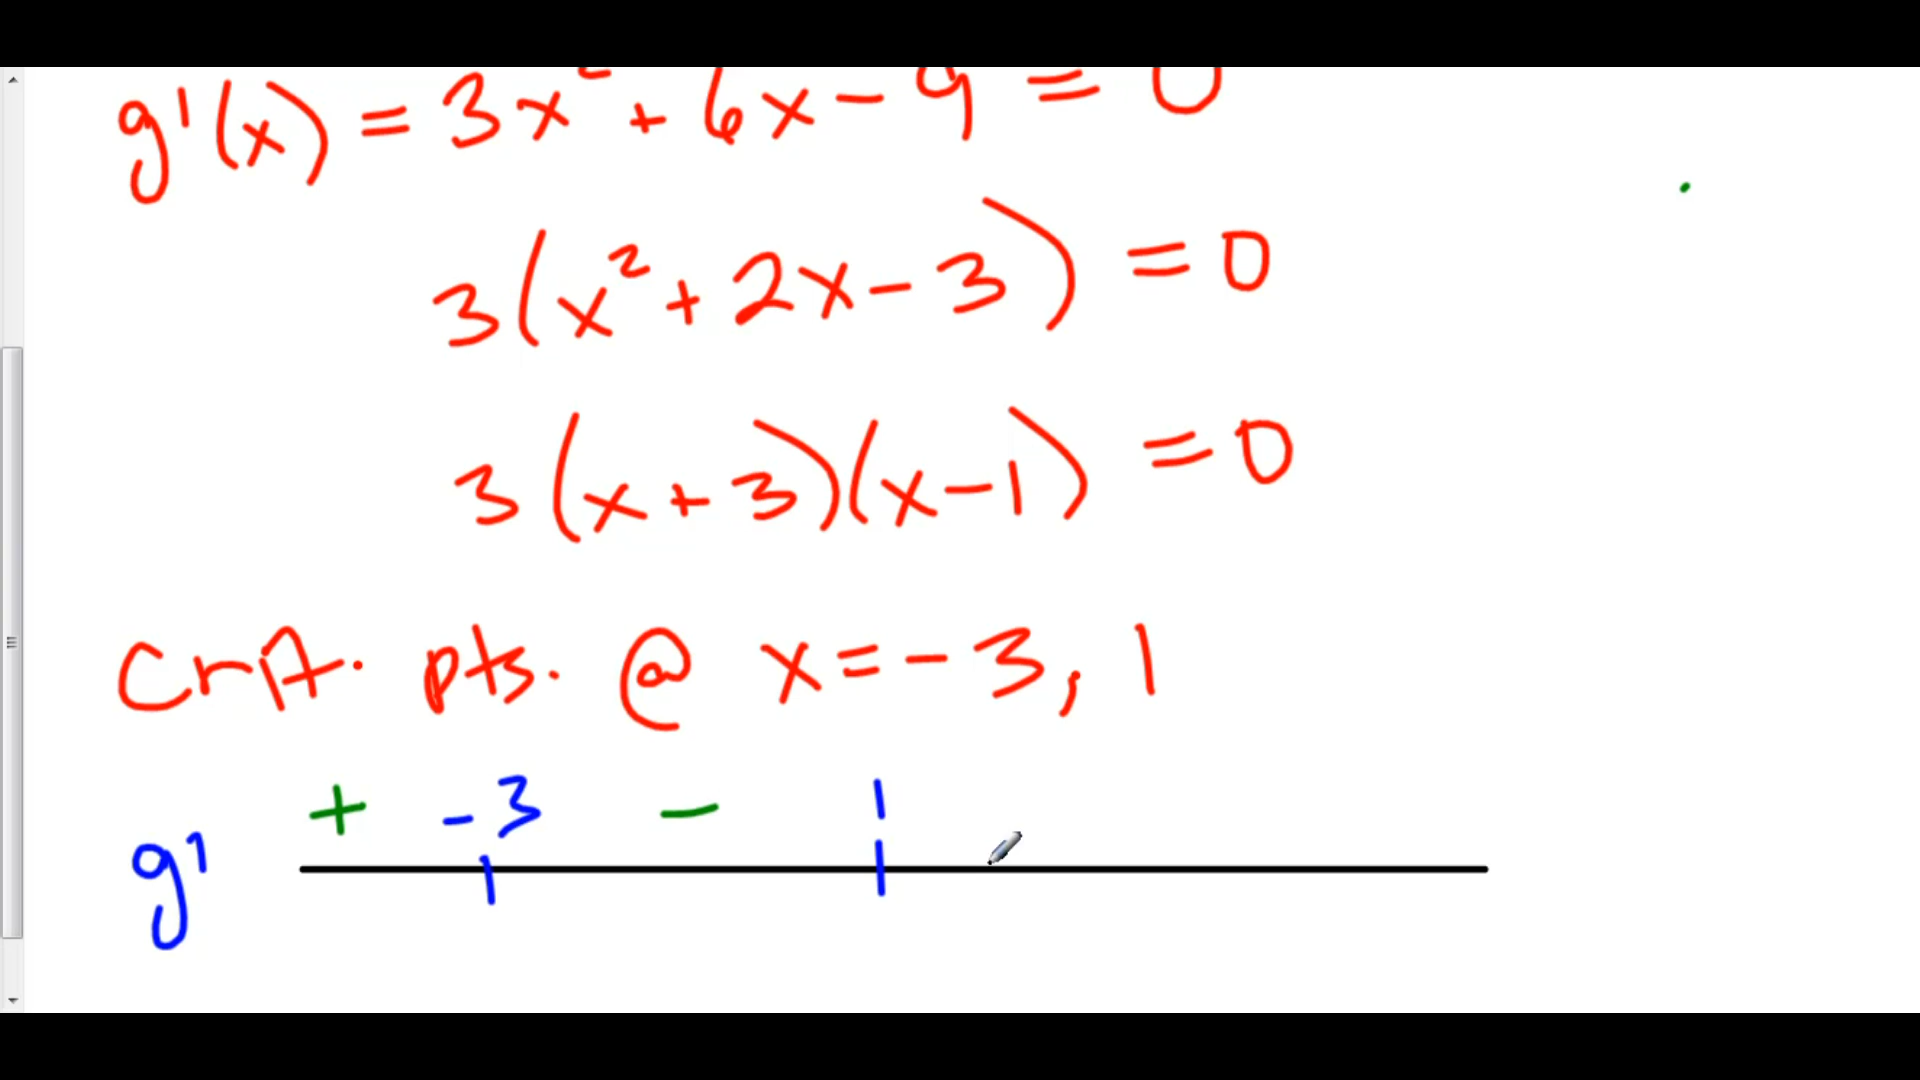 g'(x) = 3x² + 6x - 9 = 0
3(x² + 2x - 3) = 0
3(x + 3)(x - 1) = 0
Crit. pts. @ x = -3, 1
+ -3 - 1
g'